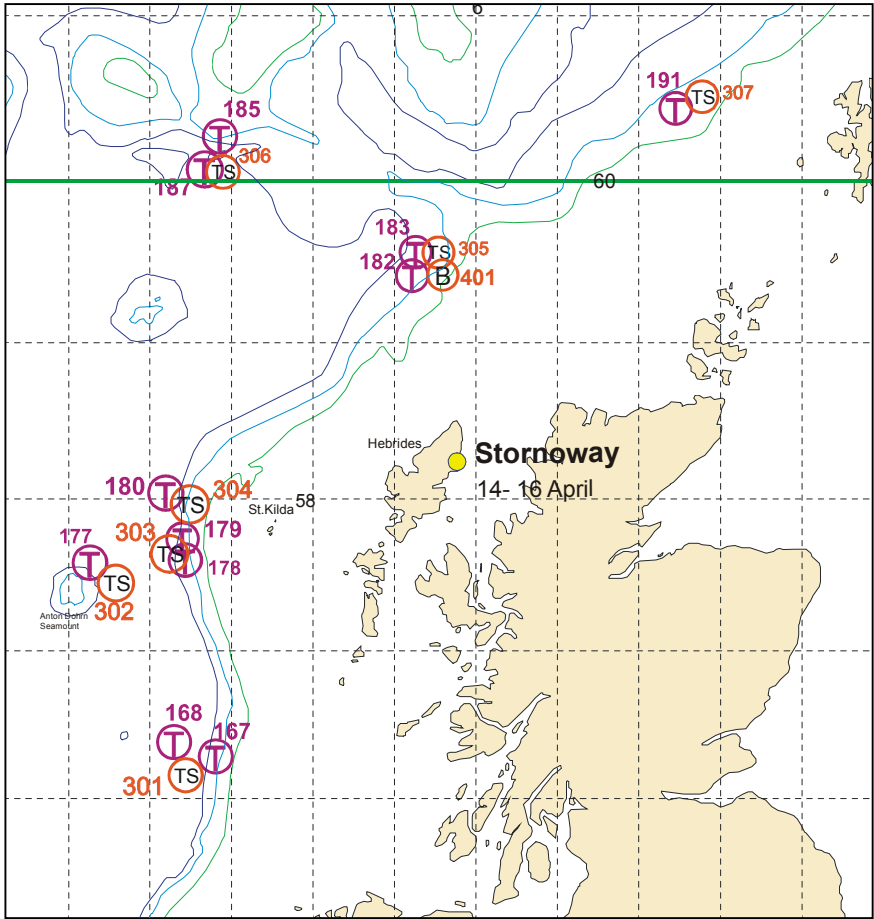 6
191
T
TS
307
185
T
306
T
TS
187
60
183
T
TS
305
182
T
B
401
Hebrides
Stornoway
14- 16 April
180
T
TS
304
St.Kilda
58
303
T
179
TS
T
178
177
T
TS
302
Anton Dohrn
Seamount
168
T
167
T
301
TS